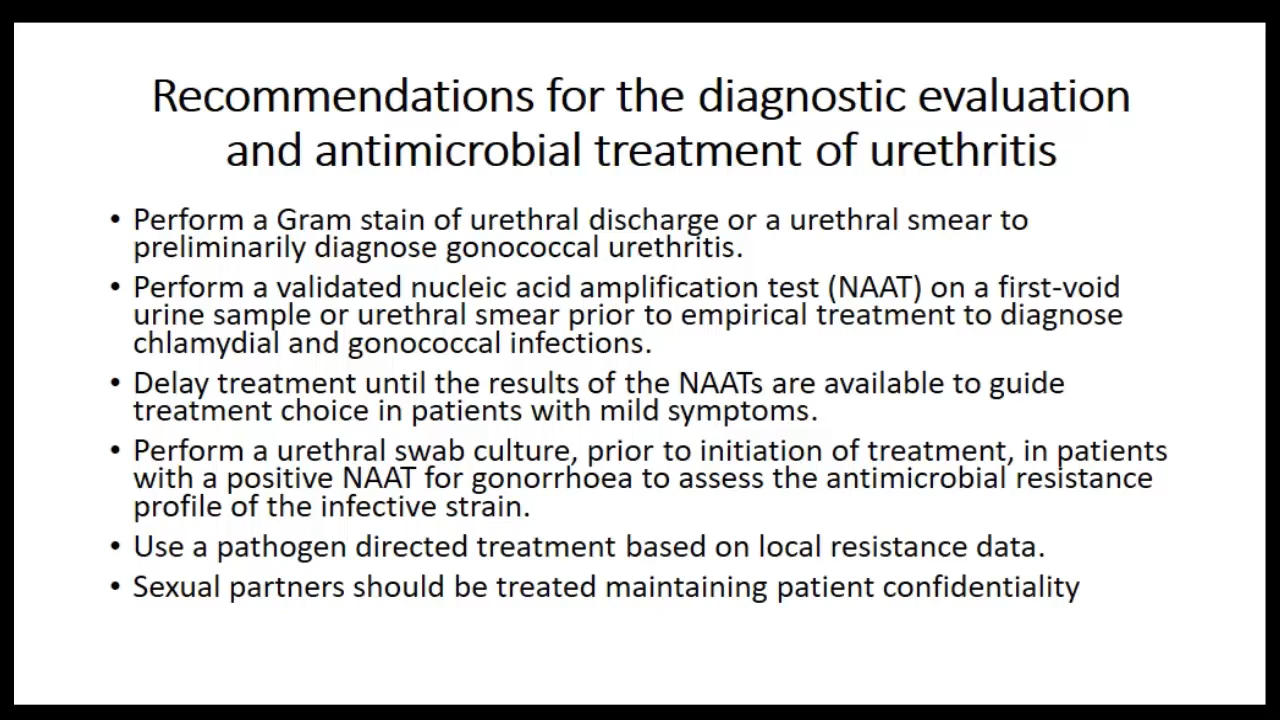 Recommendations for the diagnostic evaluation
and antimicrobial treatment of urethritis
• Perform a Gram stain of urethral discharge or a urethral smear to
preliminarily diagnose gonococcal urethritis.
• Perform a validated nucleic acid amplification test (NAAT) on a first-void
urine sample or urethral smear prior to empirical treatment to diagnose
chlamydial and gonococcal infections.
• Delay treatment until the results of the NAATs are available to guide
treatment choice in patients with mild symptoms.
• Perform a urethral swab culture, prior to initiation of treatment, in patients
with a positive NAAT for gonorrhoea to assess the antimicrobial resistance
profile of the infective strain.
• Use a pathogen directed treatment based on local resistance data.
• Sexual partners should be treated maintaining patient confidentiality